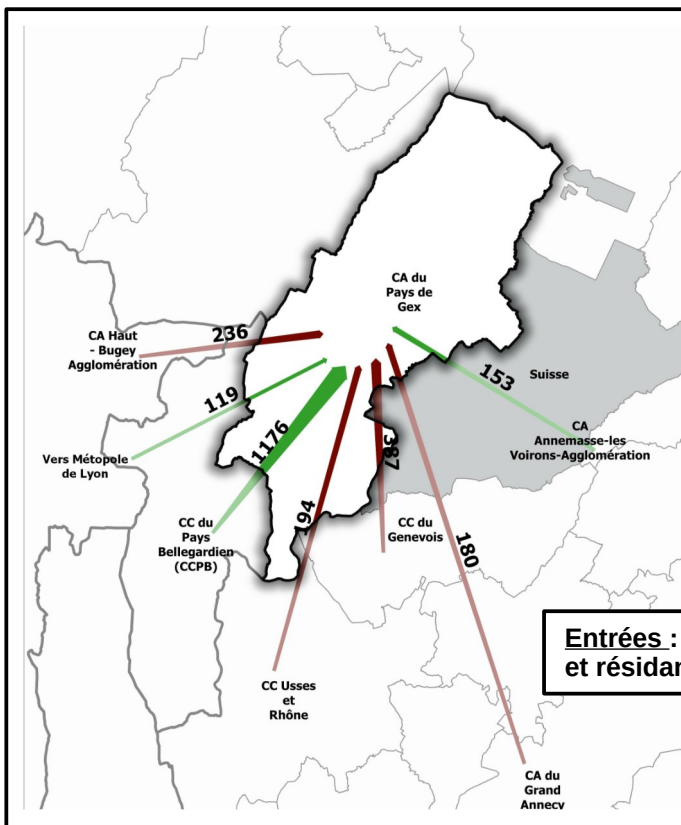 CA du
Pays de
Gex
236
CA Haut
- Bugey
Agglomération
153
Suisse
119
CA
Annemasse-les
Voirons-Agglomération
1176
387
Vers Métopole
de Lyon
CC du
Pays
Bellegardien
(CCPB)
194
CC du
Genevois
180
Entrées :
et résidan
CC Usses
et
Rhône
CA du
Grand
Annecy